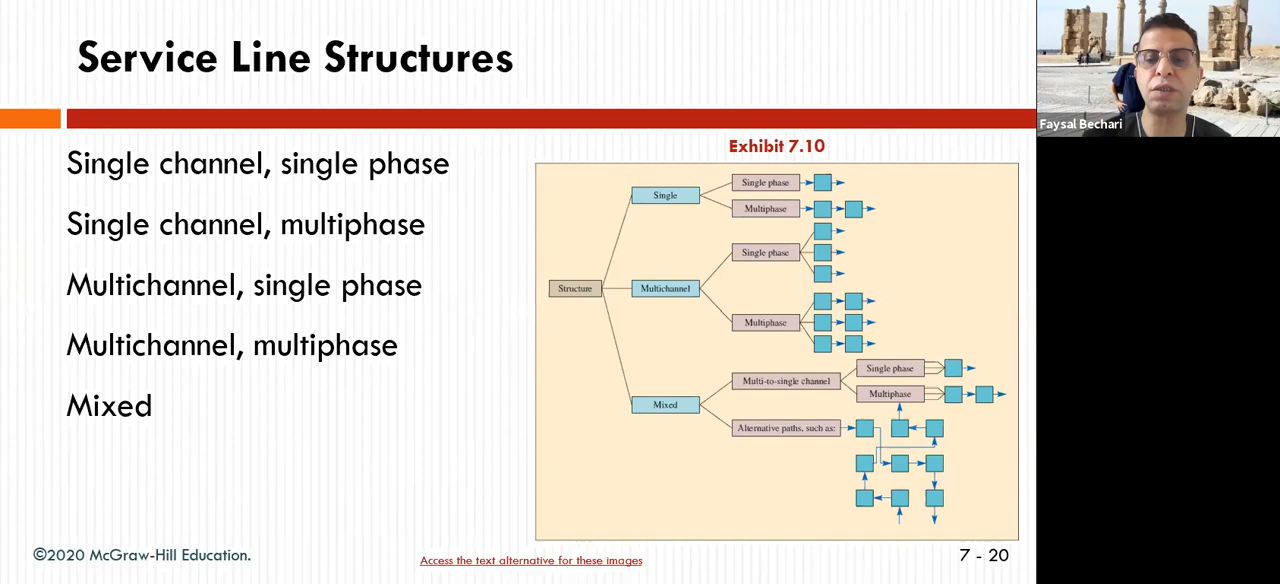 Service Line Structures
Faysal Bechari
Single channel, single phase
Single channel, multiphase
Multichannel, single phase
Multichannel, multiphase
Mixed
Exhibit 7.10
Structure
Single
Single phase
Multiphase
Multichannel
Single phase
Multiphase
Mixed
Multi-to-single channel
Single phase
Multiphase
Alternative paths, such as:
©2020 McGraw-Hill Education.
Access the text alternative for these images
7 - 20